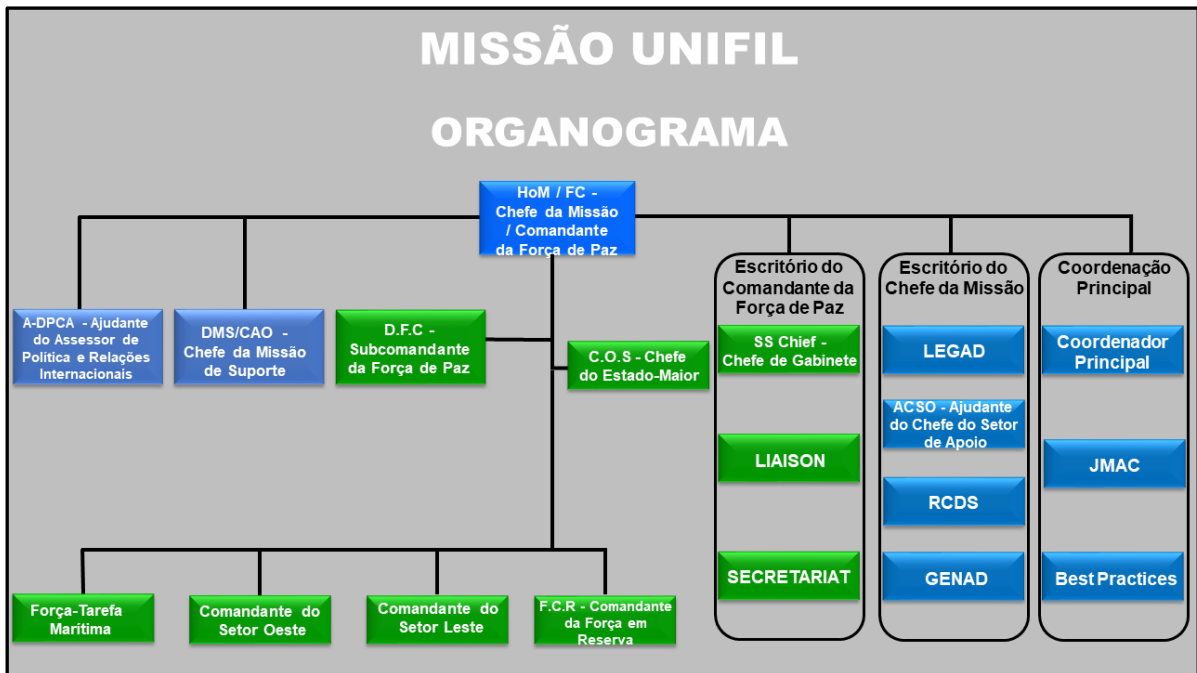 MISSÃO UNIFIL
ORGANOGRAMA
HoM / FC -
Chefe da Missão
/ Comandante
da Força de Paz
A-DPCA - Ajudante
do Assessor de
Política e Relações
Internacionais
DMS/CAO -
Chefe da Missão
de Suporte
D.F.C -
Subcomandante
da Força de Paz
C.O.S - Chefe
do Estado-Maior
Escritório do
Comandante da
Força de Paz
SS Chief -
Chefe de Gabinete
LIAISON
SECRETARIAT
Escritório do
Chefe da Missão
LEGAD
ACSO - Ajudante
do Chefe do Setor
de Apoio
RCDS
GENAD
Coordenação
Principal
Coordenador
Principal
JMAC
Best Practices
Força-Tarefa
Marítima
Comandante do
Setor Oeste
Comandante do
Setor Leste
F.C.R - Comandante
da Força em
Reserva